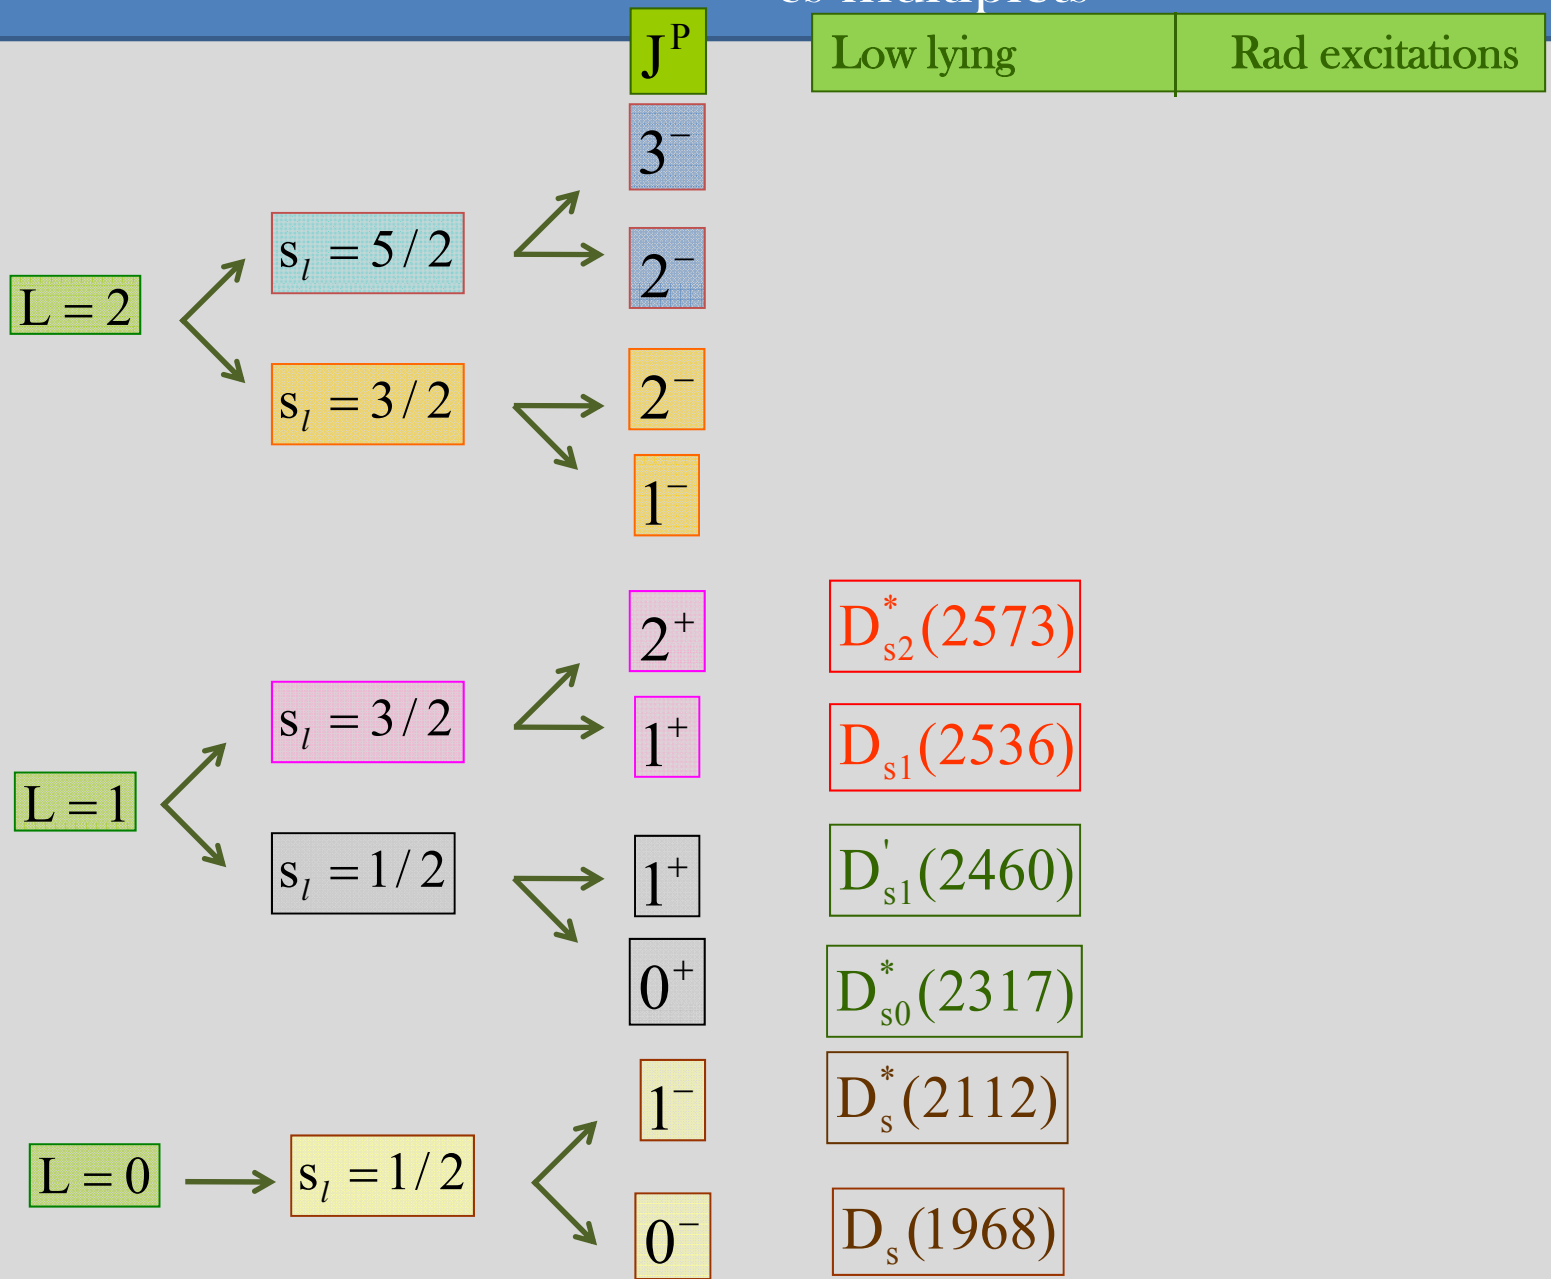 cs multiplets
J^P
Low lying
Rad excitations
3^−
s_l = 5/2
2^−
L = 2
s_l = 3/2
2^−
1^−
2^+
D^*_s2(2573)
s_l = 3/2
1^+
D_s1(2536)
L = 1
s_l = 1/2
1^+
D^'_s1(2460)
0^+
D^*_s0(2317)
1^−
D^*_s(2112)
L = 0
s_l = 1/2
0^−
D_s(1968)